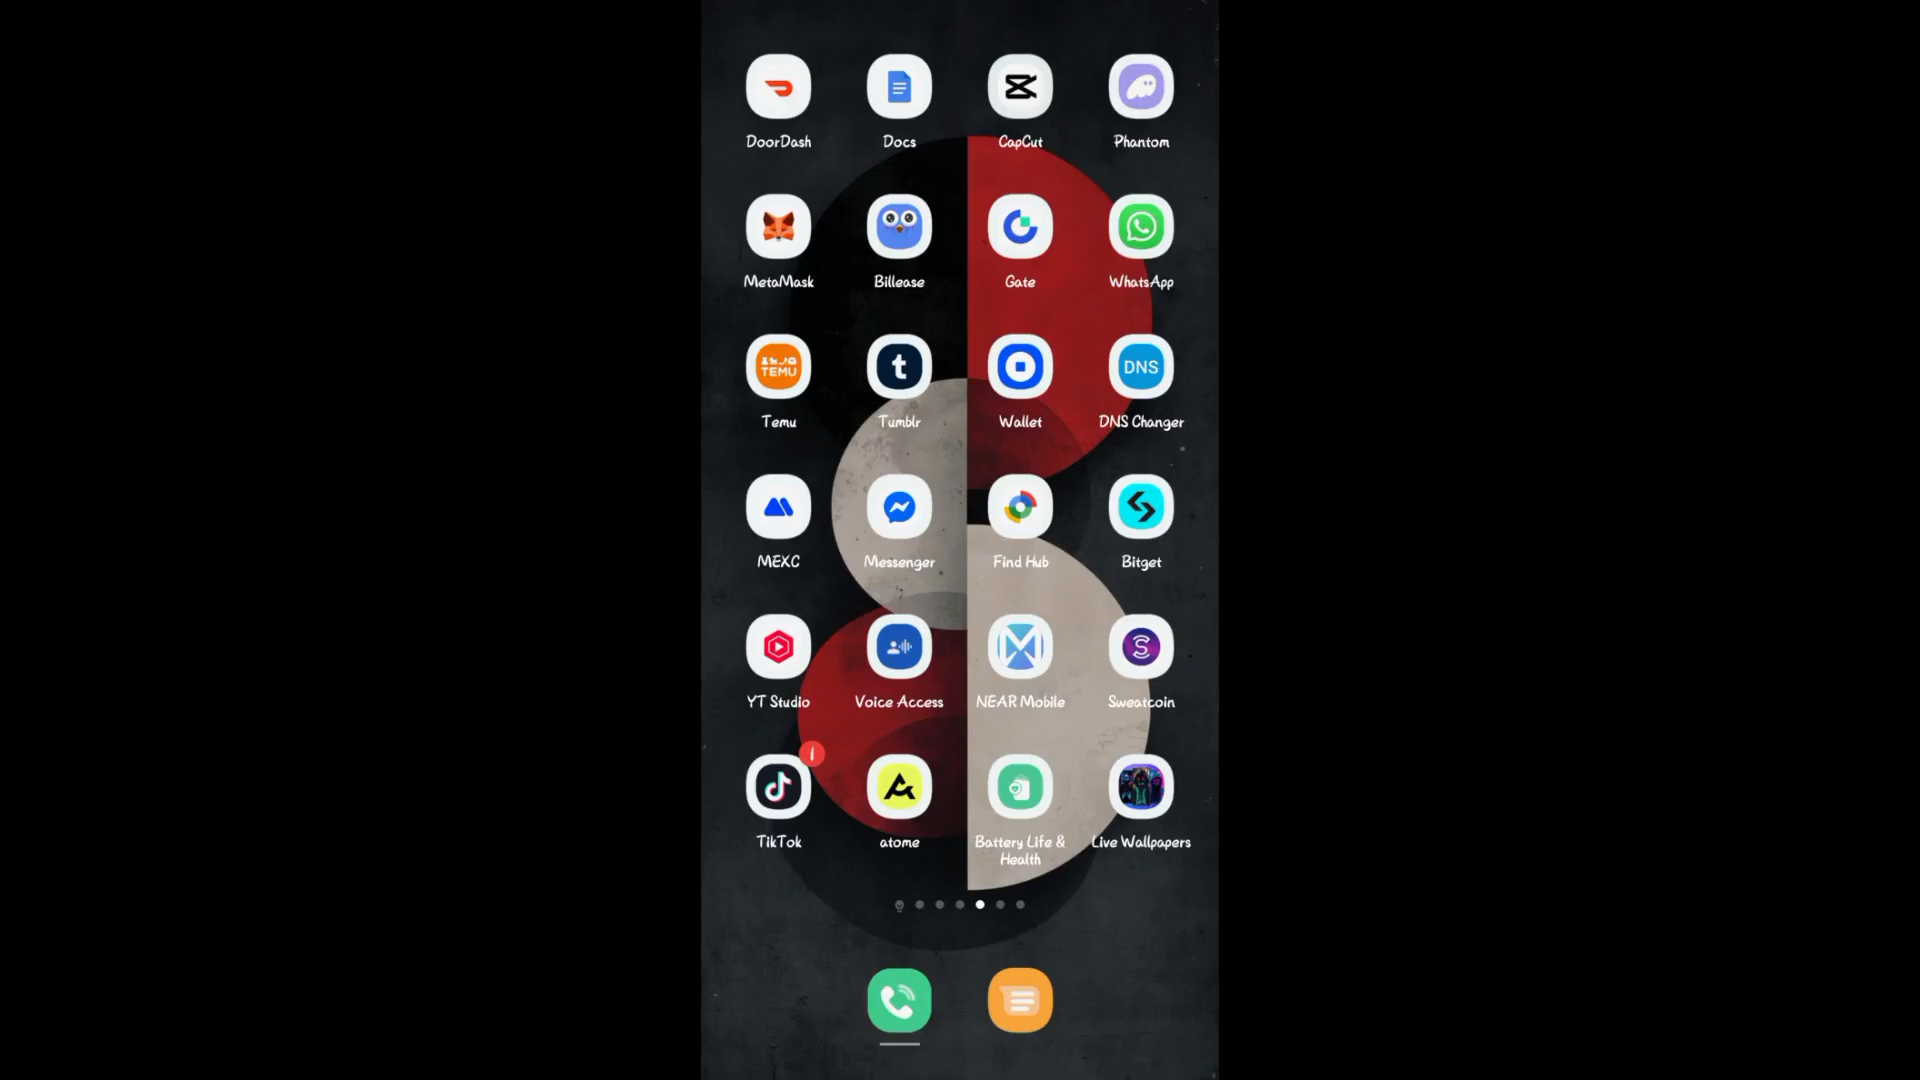 DoorDash
Docs
CapCut
Phantom
MetaMask
Billease
Gate
WhatsApp
TEMU
t
DNS
Temu
Tumblr
Wallet
DNS Changer
MEXC
Messenger
Find Hub
Bitget
YT Studio
Voice Access
NEAR Mobile
Sweatcoin
1
TikTok
atome
Battery Life &
Health
Live Wallpapers